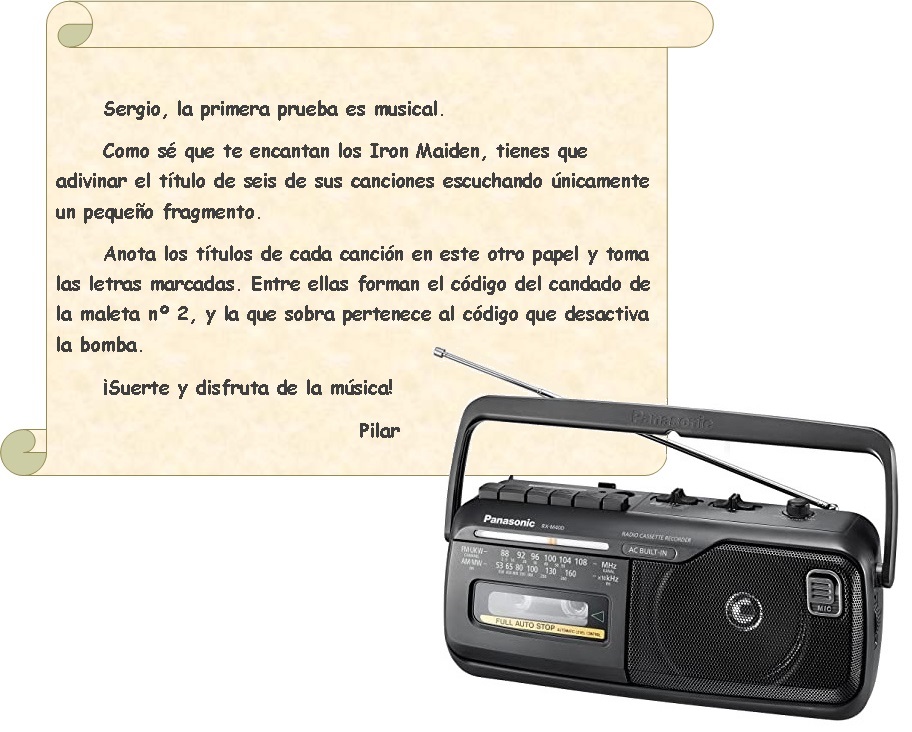 Sergio, la primera prueba es musical.
Como sé que te encantan los Iron Maiden, tienes que
adivinar el título de seis de sus canciones escuchando únicamente
un pequeño fragmento.
Anota los títulos de cada canción en este otro papel y toma
las letras marcadas. Entre ellas forman el código del candado de
la maleta nº 2, y la que sobra pertenece al código que desactiva
la bomba.
¡Suerte y disfruta de la música!
Pilar
Panasonic
Panasonic RX-M40D
RADIO CASSETTE RECORDER
AC BUILT-IN
FM/UKW 88 92 96 100 104 108 MHz
AM/MW 53 65 80 100 130 160 x10kHz
MIC
FULL AUTO STOP AUTOMATIC LEVEL CONTROL